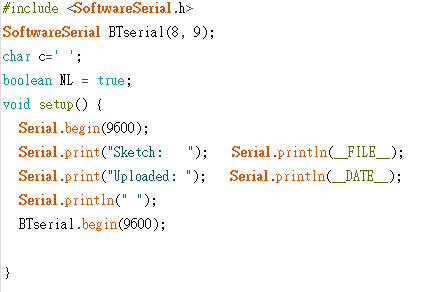 #include <SoftwareSerial.h>
SoftwareSerial BTserial(8, 9);
char c=' ';
boolean NL = true;
void setup() {
  Serial.begin(9600);
  Serial.print("Sketch:   ");   Serial.println(__FILE__);
  Serial.print("Uploaded: ");   Serial.println(__DATE__);
  Serial.println(" ");
  BTserial.begin(9600);
}